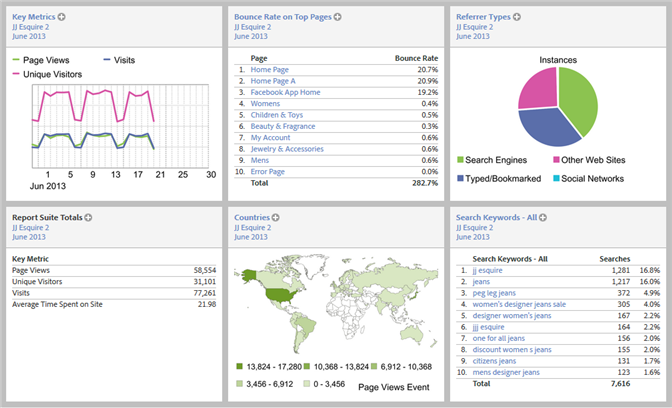 Key Metrics
JJ Esquire 2
June 2013
Page Views Visits
Unique Visitors
1 5 9 13 17 21 25 30
Jun 2013
Bounce Rate on Top Pages
JJ Esquire 2
June 2013
Page Bounce Rate
1. Home Page 20.7%
2. Home Page A 20.9%
3. Facebook App Home 19.2%
4. Womens 0.4%
5. Children & Toys 0.5%
6. Beauty & Fragrance 0.3%
7. My Account 0.6%
8. Jewelry & Accessories 0.6%
9. Mens 0.6%
10. Error Page 0.0%
Total 282.7%
Referrer Types
JJ Esquire 2
June 2013
Instances
Search Engines Other Web Sites
Typed/Bookmarked Social Networks
Report Suite Totals
JJ Esquire 2
June 2013
Key Metric
Page Views 58,554
Unique Visitors 31,101
Visits 77,261
Average Time Spent on Site 21.98
Countries
JJ Esquire 2
June 2013
13,824 - 17,280 10,368 - 13,824 6,912 - 10,368
3,456 - 6,912 0 - 3,456 Page Views Event
Search Keywords - All
JJ Esquire 2
June 2013
Search Keywords - All Searches
1. jj esquire 1,281 16.8%
2. jeans 1,217 16.0%
3. peg leg jeans 372 4.9%
4. women's designer jeans sale 305 4.0%
5. designer women's jeans 167 2.2%
6. jjj esquire 164 2.2%
7. one for all jeans 156 2.0%
8. discount women s jeans 155 2.0%
9. citizens jeans 131 1.7%
10. mens designer jeans 123 1.6%
Total 7,616